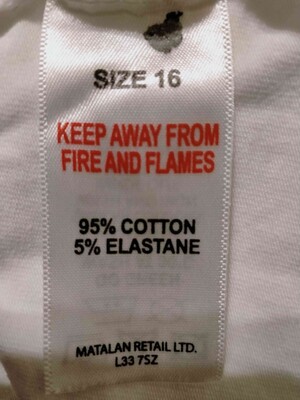 SIZE 16
KEEP AWAY FROM
FIRE AND FLAMES
95% COTTON
5% ELASTANE
MATALAN RETAIL LTD.
L33 7SZ